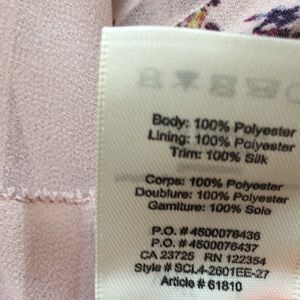 Body: 100% Polyester
Lining: 100% Polyester
Trim: 100% Silk
Corps: 100% Polyester
Doublure: 100% Polyester
Garniture: 100% Soie
P.O. # 4500076436
P.O. # 4500076437
CA 23725 RN 122354
Style # SCL4-2601EE-27
Article # 61810